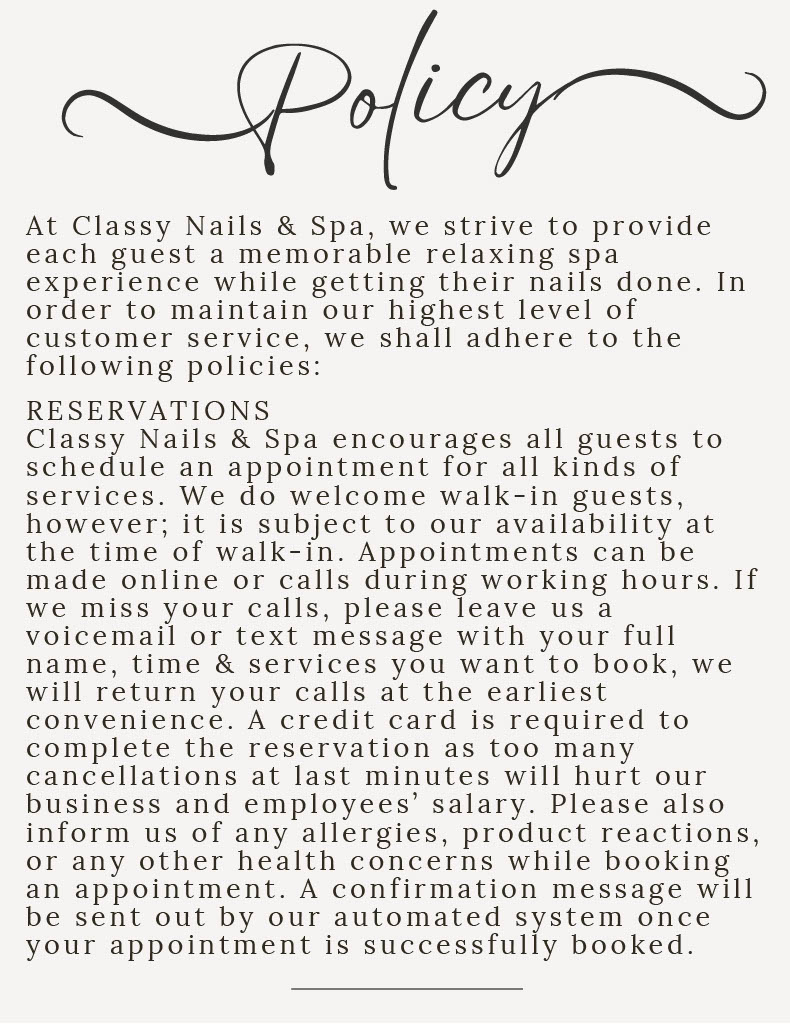 Policy
At Classy Nails & Spa, we strive to provide
each guest a memorable relaxing spa
experience while getting their nails done. In
order to maintain our highest level of
customer service, we shall adhere to the
following policies:
RESERVATIONS
Classy Nails & Spa encourages all guests to
schedule an appointment for all kinds of
services. We do welcome walk-in guests,
however; it is subject to our availability at
the time of walk-in. Appointments can be
made online or calls during working hours. If
we miss your calls, please leave us a
voicemail or text message with your full
name, time & services you want to book, we
will return your calls at the earliest
convenience. A credit card is required to
complete the reservation as too many
cancellations at last minutes will hurt our
business and employees’ salary. Please also
inform us of any allergies, product reactions,
or any other health concerns while booking
an appointment. A confirmation message will
be sent out by our automated system once
your appointment is successfully booked.